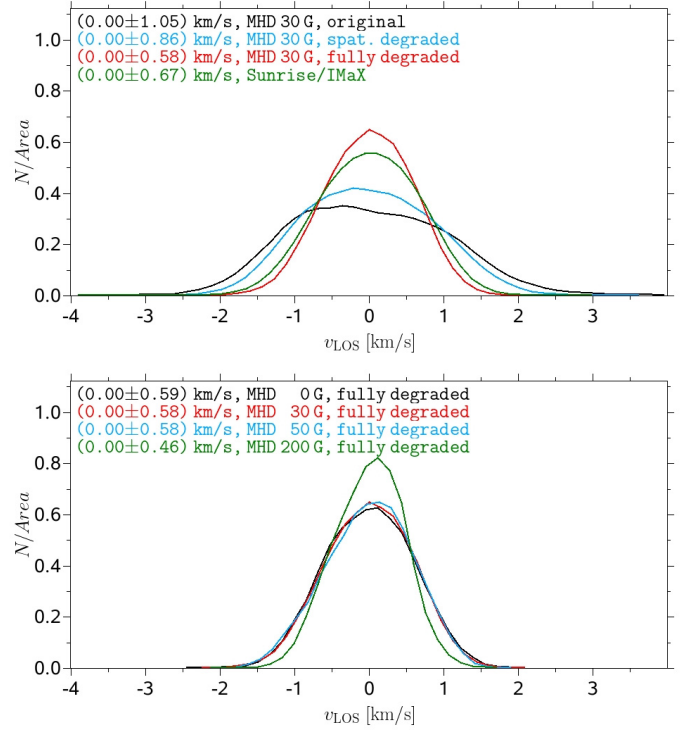 (0.00±1.05) km/s, MHD 30 G, original
(0.00±0.86) km/s, MHD 30 G, spat. degraded
(0.00±0.58) km/s, MHD 30 G, fully degraded
(0.00±0.67) km/s, Sunrise/IMaX
1.0
0.8
0.6
0.4
0.2
0.0
N/Area
-4 -3 -2 -1 0 1 2 3
vLOS [km/s]
(0.00±0.59) km/s, MHD 0 G, fully degraded
(0.00±0.58) km/s, MHD 30 G, fully degraded
(0.00±0.58) km/s, MHD 50 G, fully degraded
(0.00±0.46) km/s, MHD 200 G, fully degraded
1.0
0.8
0.6
0.4
0.2
0.0
N/Area
-4 -3 -2 -1 0 1 2 3
vLOS [km/s]